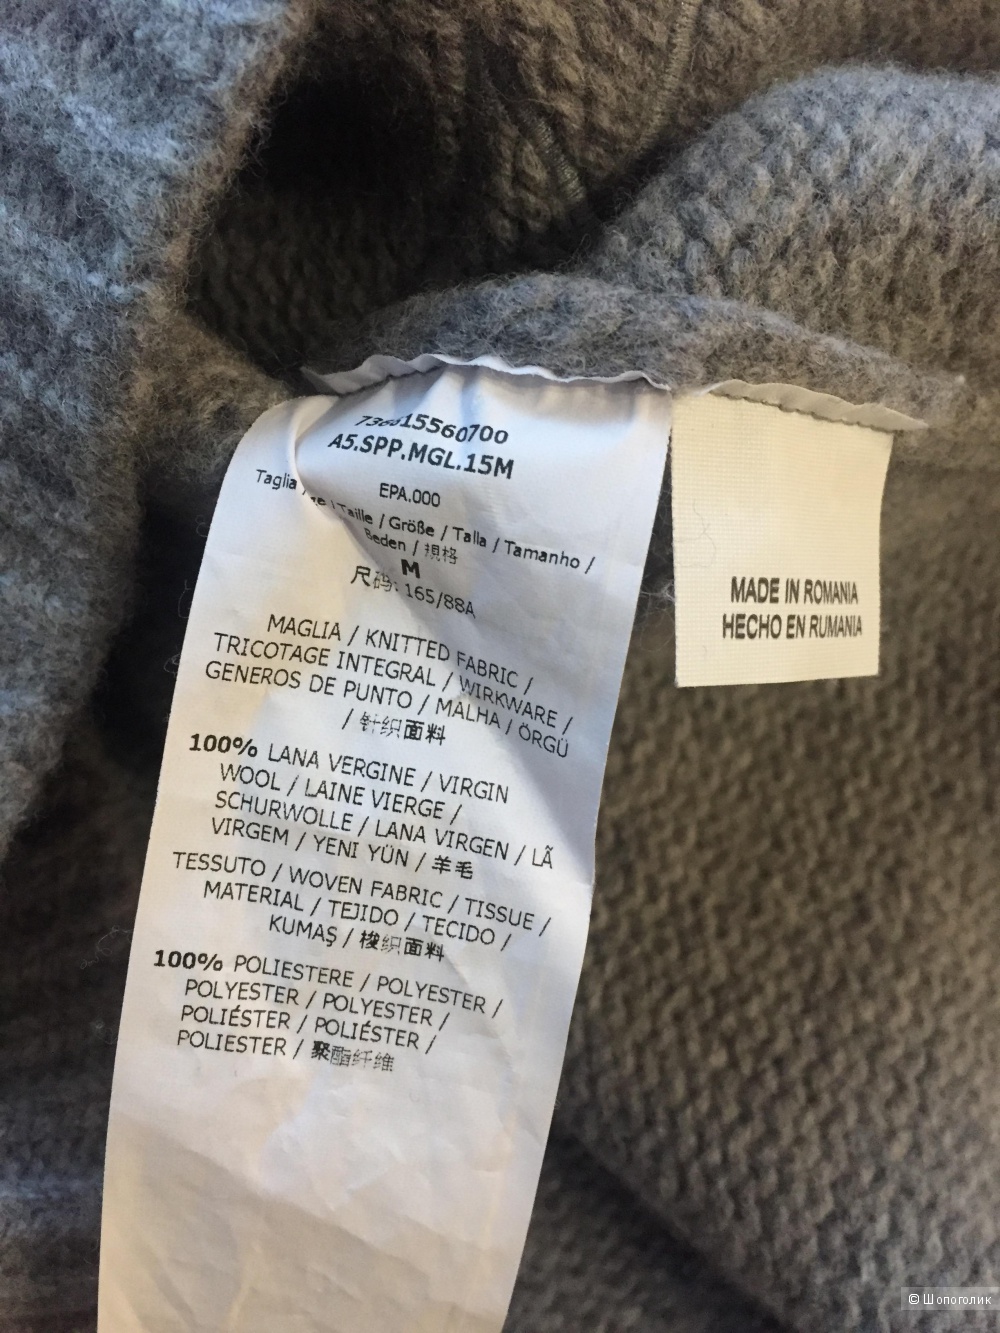 15560700
A5.SPP.MGL.15M
EPA.000
Taglia / Taille / Größe / Talla / Tamanho /
Beden / 規格
M
尺码: 165/88A
MAGLIA / KNITTED FABRIC /
TRICOTAGE INTEGRAL / WIRKWARE /
GENEROS DE PUNTO / MALHA / ÖRGÜ
/ 针织面料
100% LANA VERGINE / VIRGIN
WOOL / LAINE VIERGE /
SCHURWOLLE / LANA VIRGEN / LÃ
VIRGEM / YENI YÜN / 羊毛
TESSUTO / WOVEN FABRIC / TISSUE /
MATERIAL / TEJIDO / TECIDO /
KUMAŞ / 梭织面料
100% POLIESTERE / POLYESTER /
POLYESTER / POLYESTER /
POLIÉSTER / POLIÉSTER /
POLIESTER / 聚酯纤维
MADE IN ROMANIA
HECHO EN RUMANIA
© Шопоголик